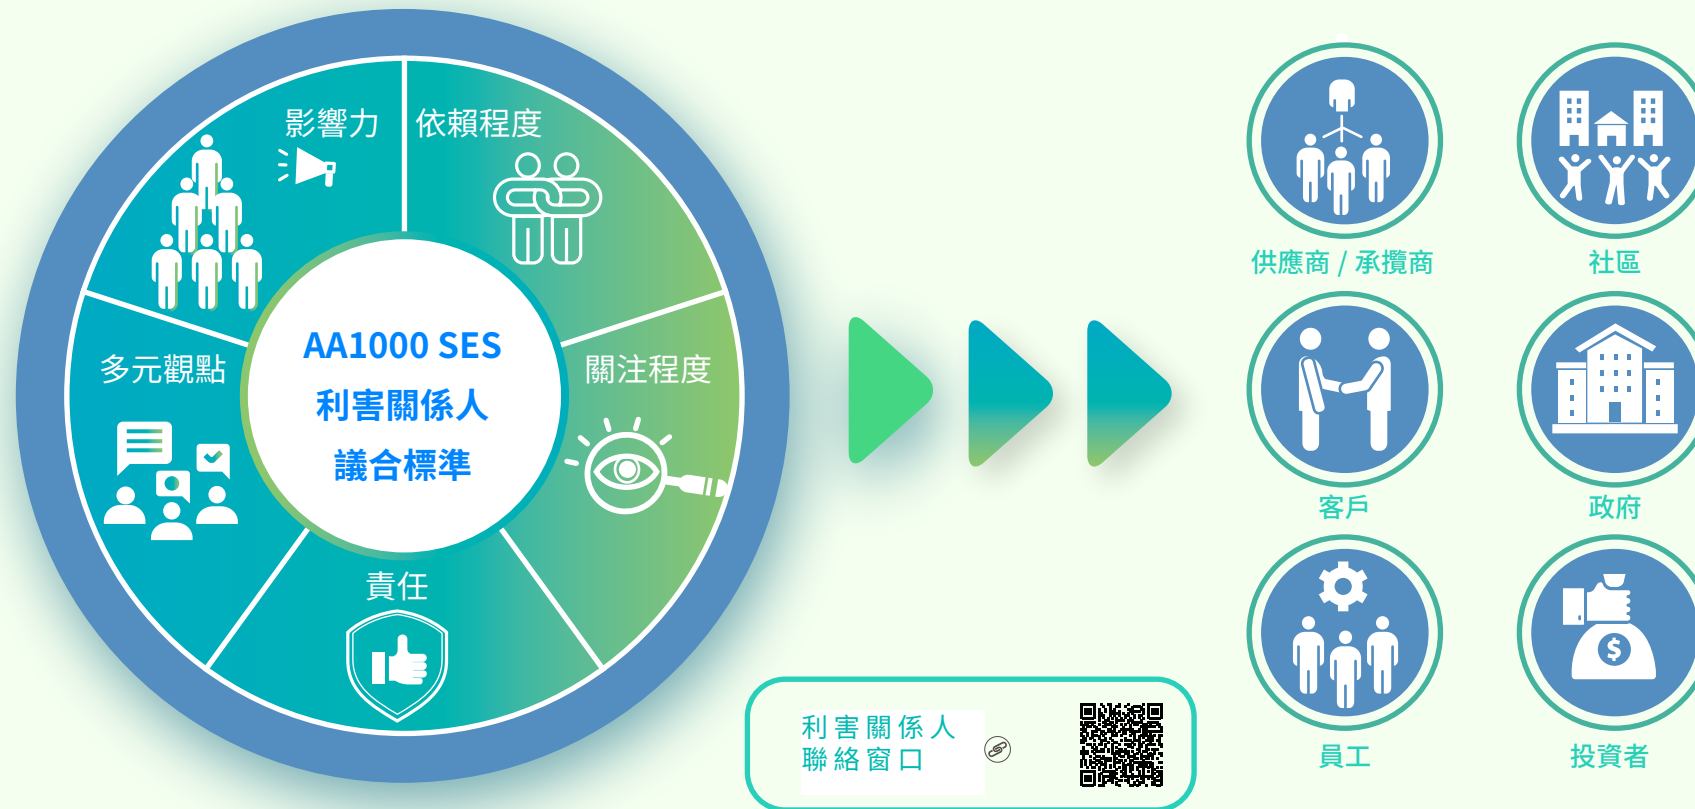 影響力
依賴程度
多元觀點
AA1000 SES
利害關係人
議合標準
關注程度
責任
利害關係人
聯絡窗口
供應商 / 承攬商
社區
客戶
政府
$
員工
投資者